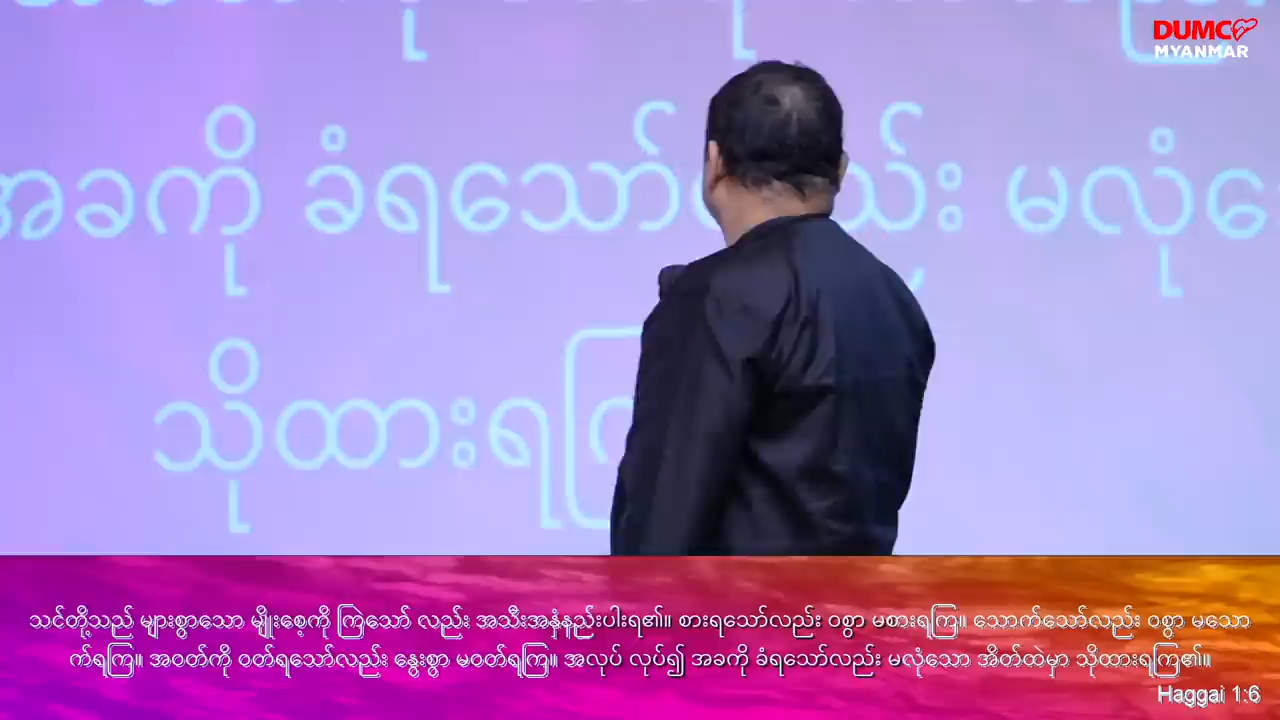 DUMC
MYANMAR
အခကို ခံရသော် မလုံ
သိုထားရ
သင်တို့သည် များစွာသော မျိုးစေ့ကို ကြဲသော် လည်း အသီးအနှံနည်းပါးရ၏။ စားရသော်လည်း ဝစွာ မစားရကြ။ သောက်သော်လည်း ဝစွာ မသော
က်ရကြ။ အဝတ်ကို ဝတ်ရသော်လည်း နွေးစွာ မဝတ်ရကြ။ အလုပ် လုပ်၍ အခကို ခံရသော်လည်း မလုံသော အိတ်ထဲမှာ သိုထားရကြ၏။
Haggai 1:6